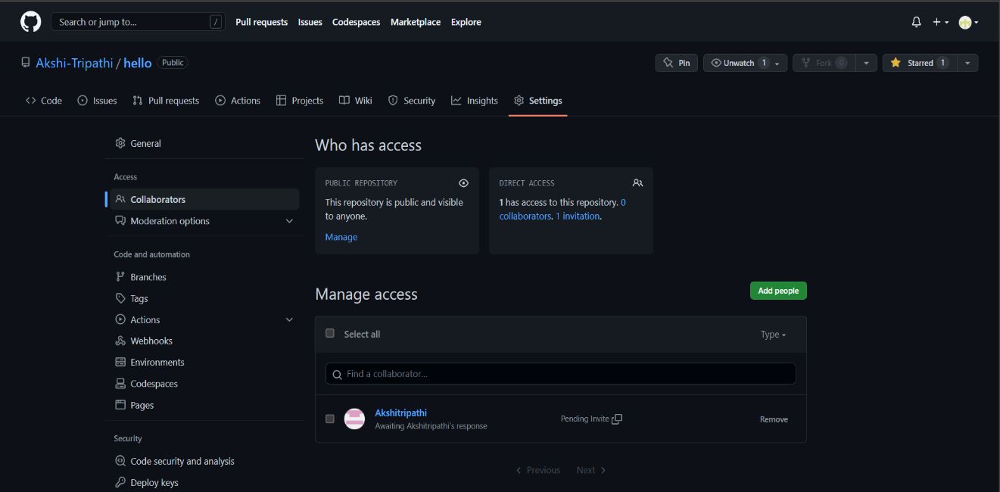 Search or jump to... /
Pull requests Issues Codespaces Marketplace Explore
Akshi-Tripathi / hello Public
Pin Unwatch 1 Fork 0 Starred 1
Code Issues Pull requests Actions Projects Wiki Security Insights Settings
General
Access
Collaborators
Moderation options
Code and automation
Branches
Tags
Actions
Webhooks
Environments
Codespaces
Pages
Security
Code security and analysis
Deploy keys
Who has access
PUBLIC REPOSITORY
This repository is public and visible
to anyone.
Manage
DIRECT ACCESS
1 has access to this repository. 0
collaborators. 1 invitation.
Manage access
Add people
Select all Type
Find a collaborator...
Akshitripathi
Awaiting Akshitripathi's response
Pending Invite
Remove
Previous Next